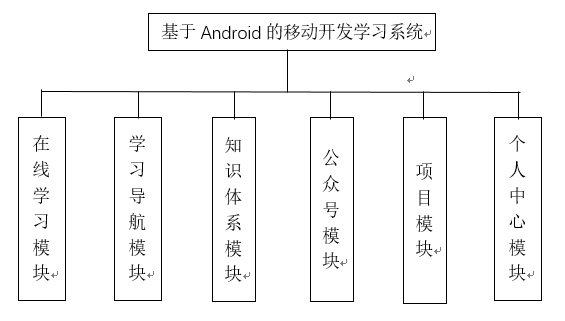 基于 Android 的移动开发学习系统
在线学习模块
学习导航模块
知识体系模块
公众号模块
项目模块
个人中心模块